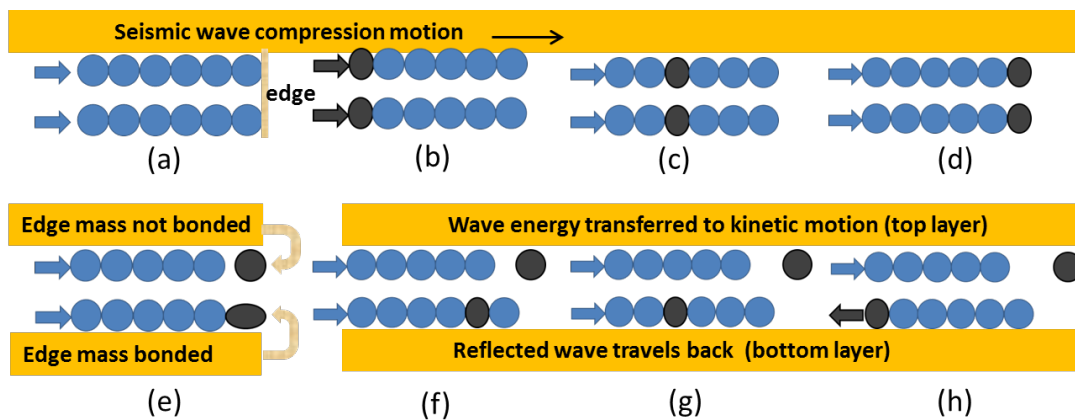 Seismic wave compression motion
edge
(a)
(b)
(c)
(d)
Edge mass not bonded
Wave energy transferred to kinetic motion (top layer)
Edge mass bonded
Reflected wave travels back (bottom layer)
(e)
(f)
(g)
(h)